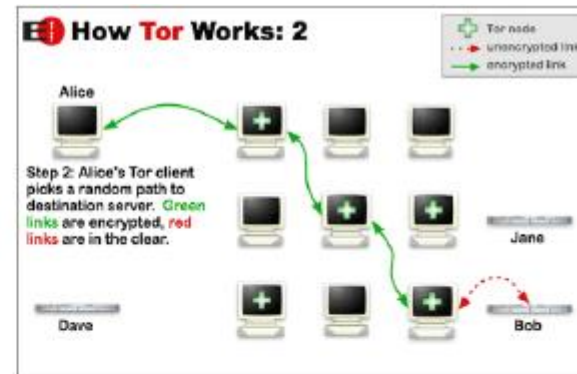 EFF How Tor Works: 2
Tor node
unencrypted link
encrypted link
Alice
Step 2: Alice's Tor client
picks a random path to
destination server. Green
links are encrypted, red
links are in the clear.
Jane
Dave
Bob